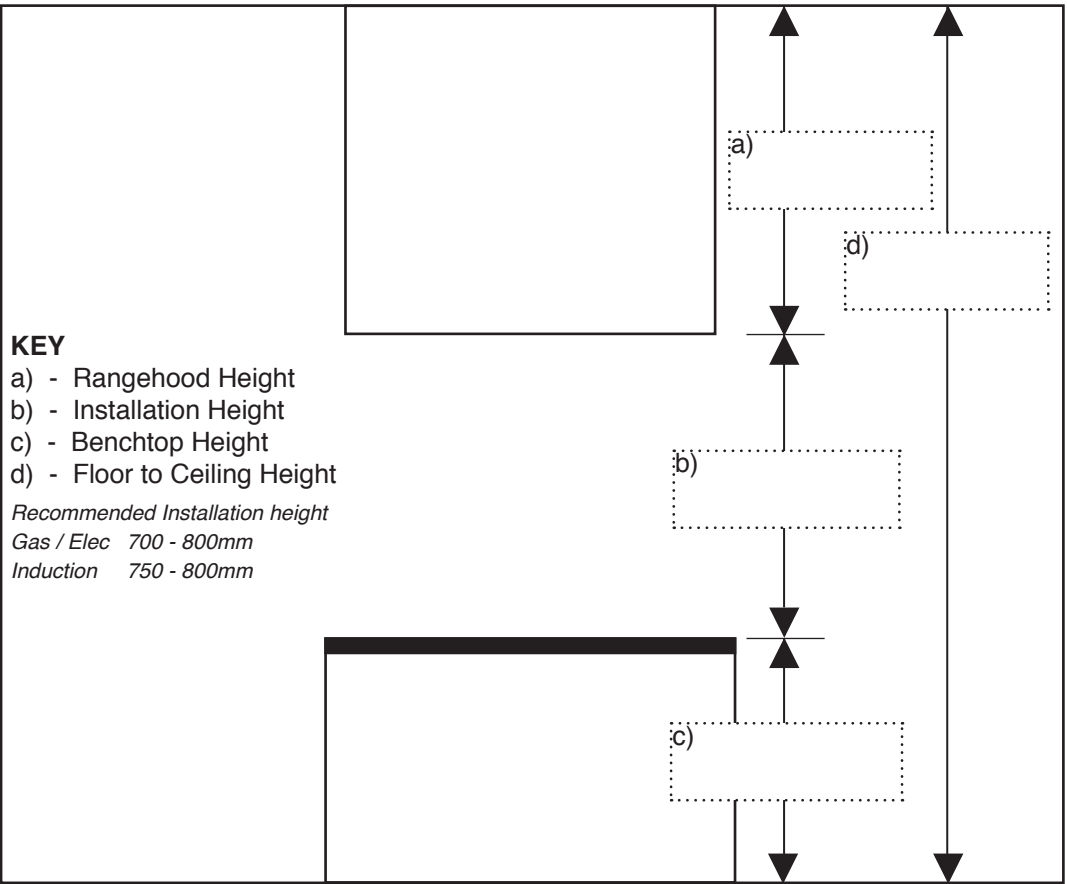 a)
d)
KEY
a) - Rangehood Height
b) - Installation Height
c) - Benchtop Height
d) - Floor to Ceiling Height
Recommended Installation height
Gas / Elec 700 - 800mm
Induction 750 - 800mm
b)
c)